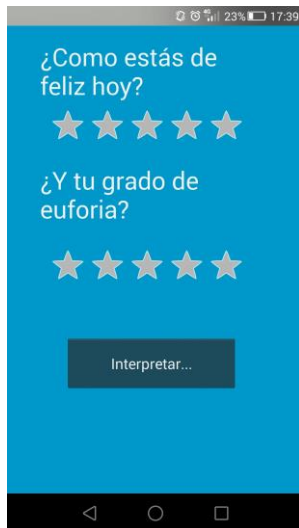 23% 17:39
¿Como estás de
feliz hoy?
¿Y tu grado de
euforia?
Interpretar...